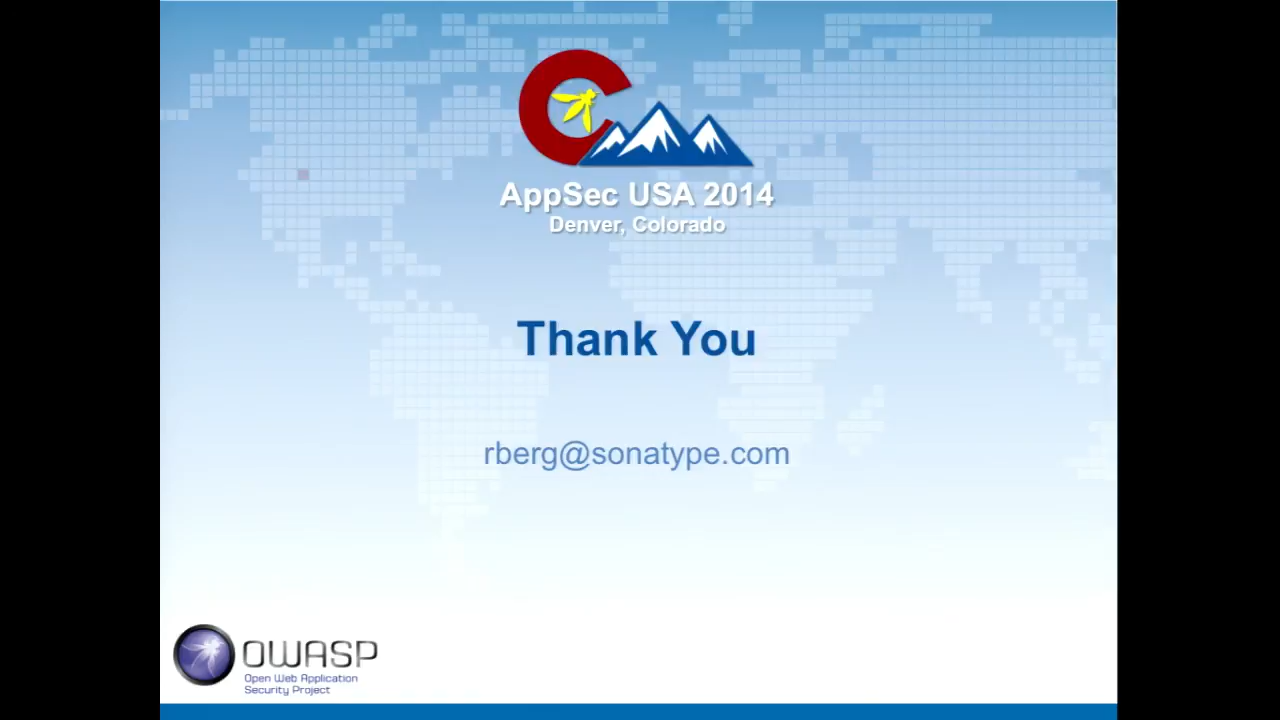 AppSec USA 2014
Denver, Colorado
Thank You
rberg@sonatype.com
OWASP
Open Web Application
Security Project